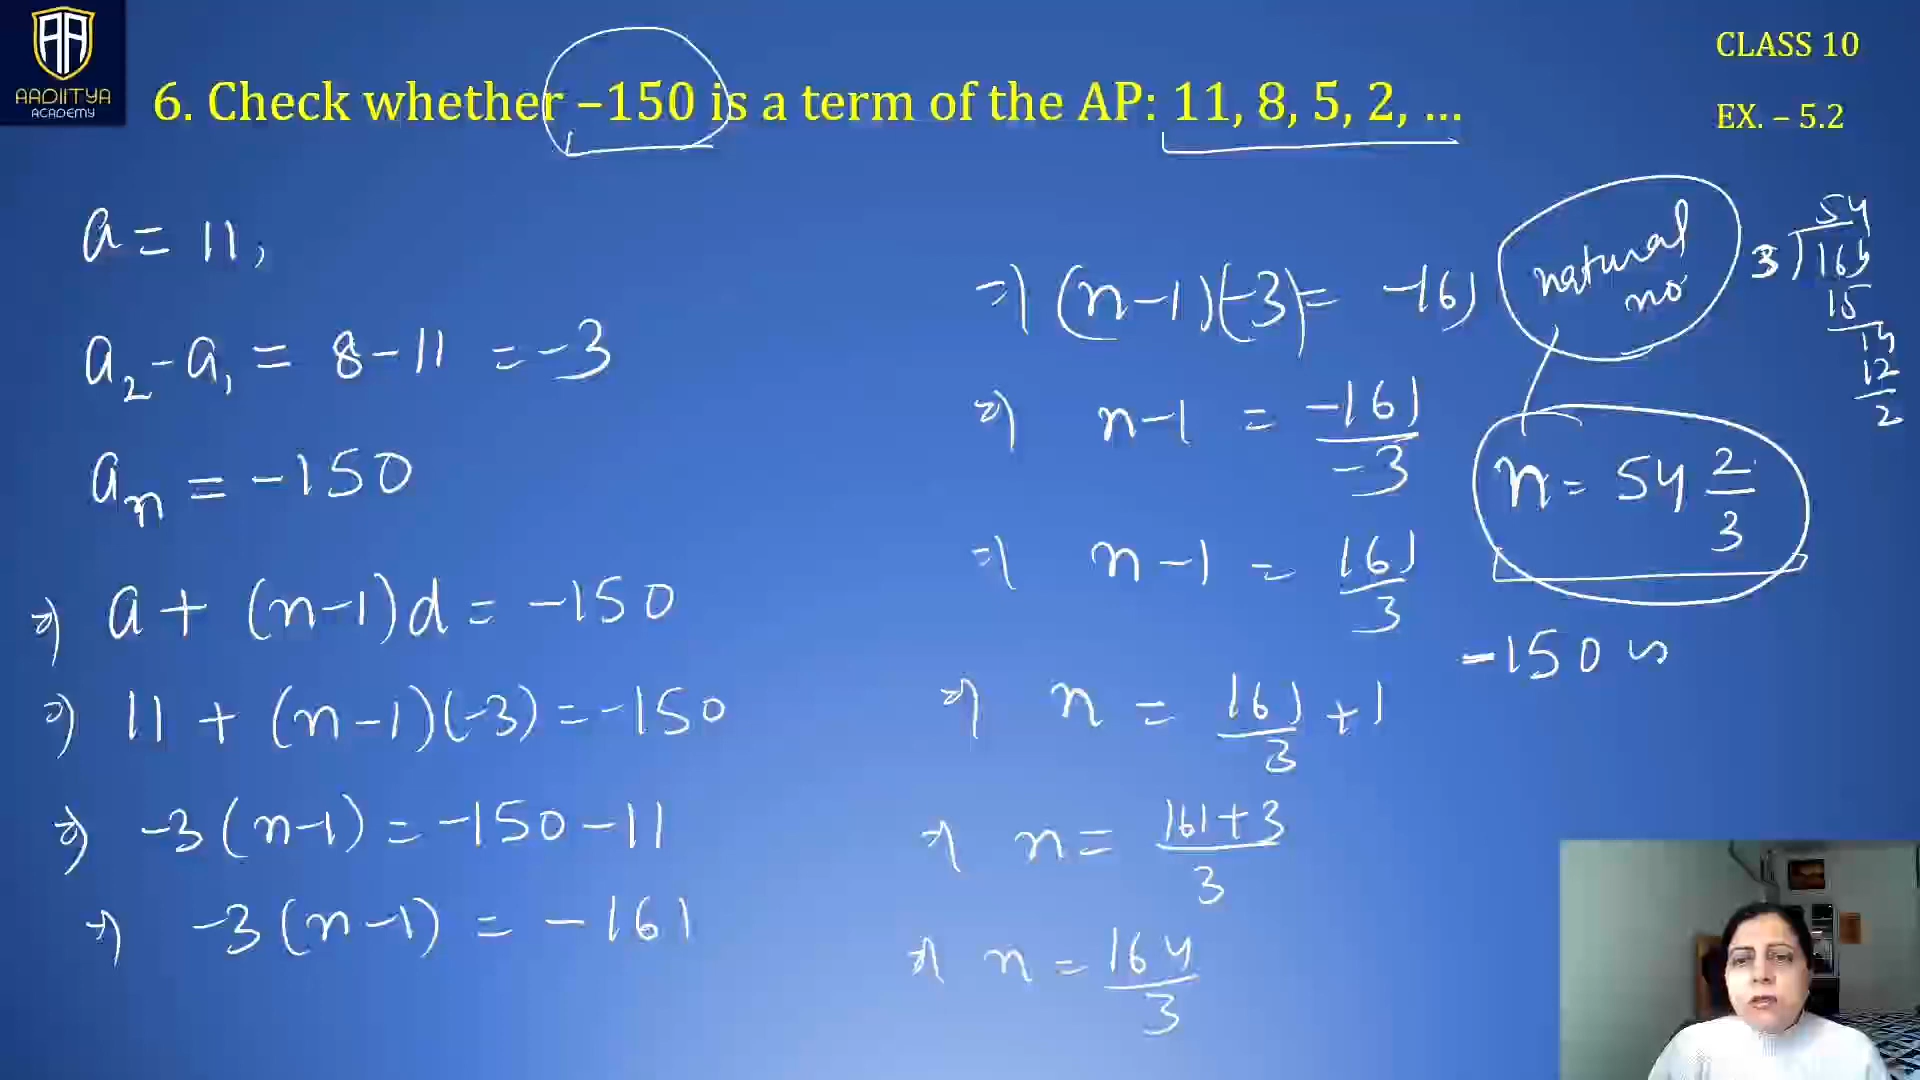 AADIITYA
ACADEMY
6. Check whether –150 is a term of the AP: 11, 8, 5, 2, ...
CLASS 10
EX. – 5.2
a = 11,
a₂ - a₁ = 8 - 11 = -3
aₙ = -150
⇒ a + (n-1)d = -150
⇒ 11 + (n-1)(-3) = -150
⇒ -3(n-1) = -150-11
⇒ -3(n-1) = -161
⇒ (n-1)(-3) = -161
⇒ n-1 = -161/-3
⇒ n-1 = 161/3
⇒ n = 161/3 + 1
⇒ n = 161+3/3
⇒ n = 164/3
natural
no
n = 54 2/3
-150 is
54
3)164
15
14
12
2